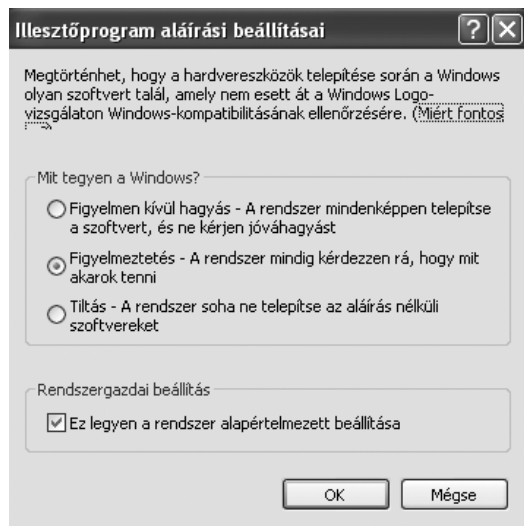 Illesztőprogram aláírási beállításai
Megtörténhet, hogy a hardvereszközök telepítése során a Windows
olyan szoftvert talál, amely nem esett át a Windows Logo-
vizsgálaton Windows-kompatibilitásának ellenőrzésére. (Miért fontos
Mit tegyen a Windows?
Figyelmen kívül hagyás - A rendszer mindenképpen telepítse
a szoftvert, és ne kérjen jóváhagyást
Figyelmeztetés - A rendszer mindig kérdezzen rá, hogy mit
akarok tenni
Tiltás - A rendszer soha ne telepítse az aláírás nélküli
szoftvereket
Rendszergazdai beállítás
Ez legyen a rendszer alapértelmezett beállítása
OK Mégse